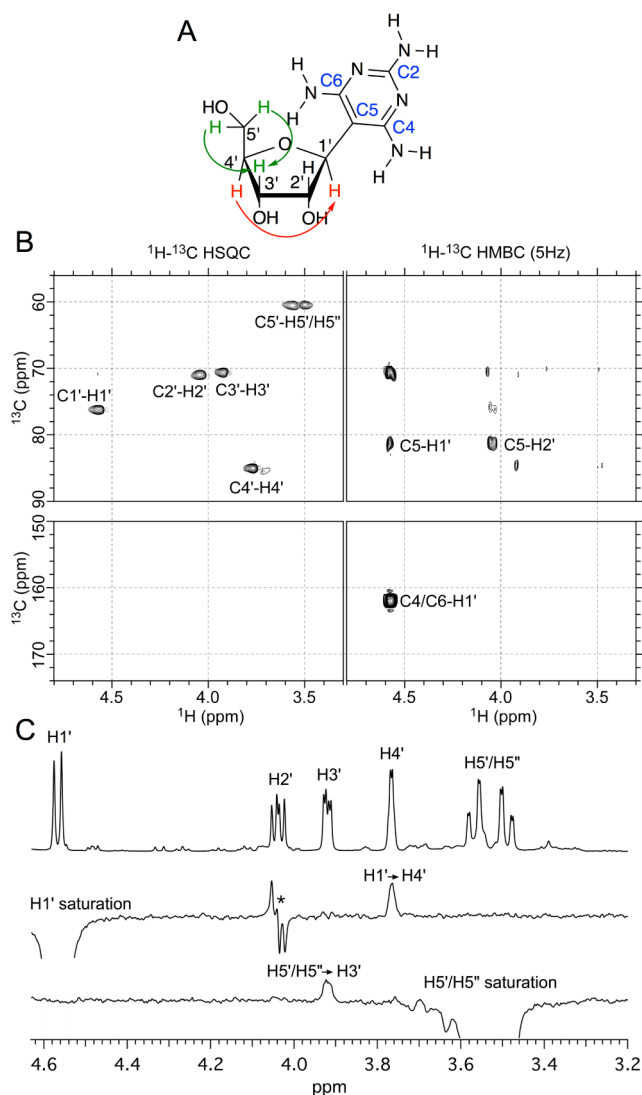 A
H
N-H
H
N
C2
C6
N
H
N
H
N
C5
HO
H
H
C4
5'
O
1'
N-H
H
H
H
H
4'
3'
2'
H
H
OH
OH
B
¹H-¹³C HSQC
¹H-¹³C HMBC (5Hz)
60
C5'-H5'/H5"
70
C1'-H1'
C2'-H2'
C3'-H3'
80
C5-H1'
C5-H2'
C4'-H4'
90
¹³C (ppm)
¹³C (ppm)
150
160
C4/C6-H1'
170
¹³C (ppm)
4.5
4.0
3.5
4.5
4.0
3.5
¹H (ppm)
¹H (ppm)
C
H1'
H2'
H3'
H4'
H5'/H5"
H1' saturation
*
H1'→H4'
H5'/H5"→H3'
H5'/H5" saturation
4.6
4.4
4.2
4.0
3.8
3.6
3.4
3.2
ppm